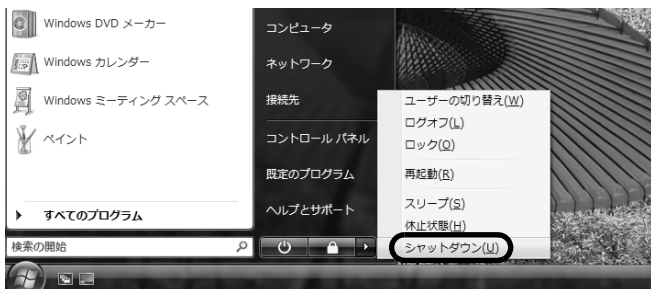 Windows DVD メーカー
Windows カレンダー
Windows ミーティング スペース
ペイント
すべてのプログラム
検索の開始
コンピュータ
ネットワーク
接続先
コントロール パネル
既定のプログラム
ヘルプとサポート
ユーザーの切り替え(W)
ログオフ(L)
ロック(O)
再起動(R)
スリープ(S)
休止状態(H)
シャットダウン(U)